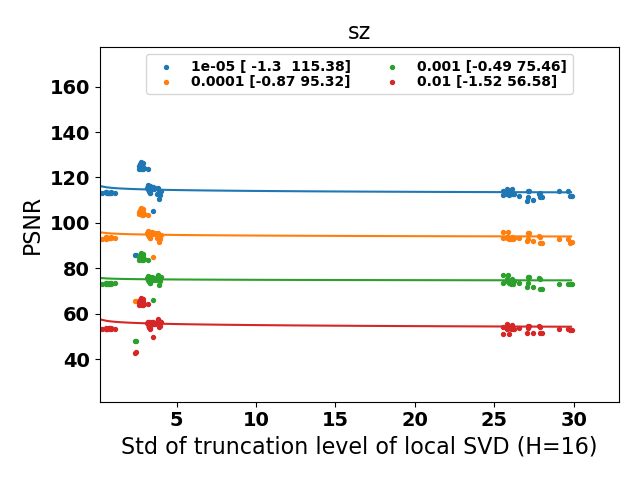 sz
1e-05 [ -1.3  115.38]
0.0001 [-0.87 95.32]
0.001 [-0.49 75.46]
0.01 [-1.52 56.58]
PSNR
160
140
120
100
80
60
40
5 10 15 20 25 30
Std of truncation level of local SVD (H=16)